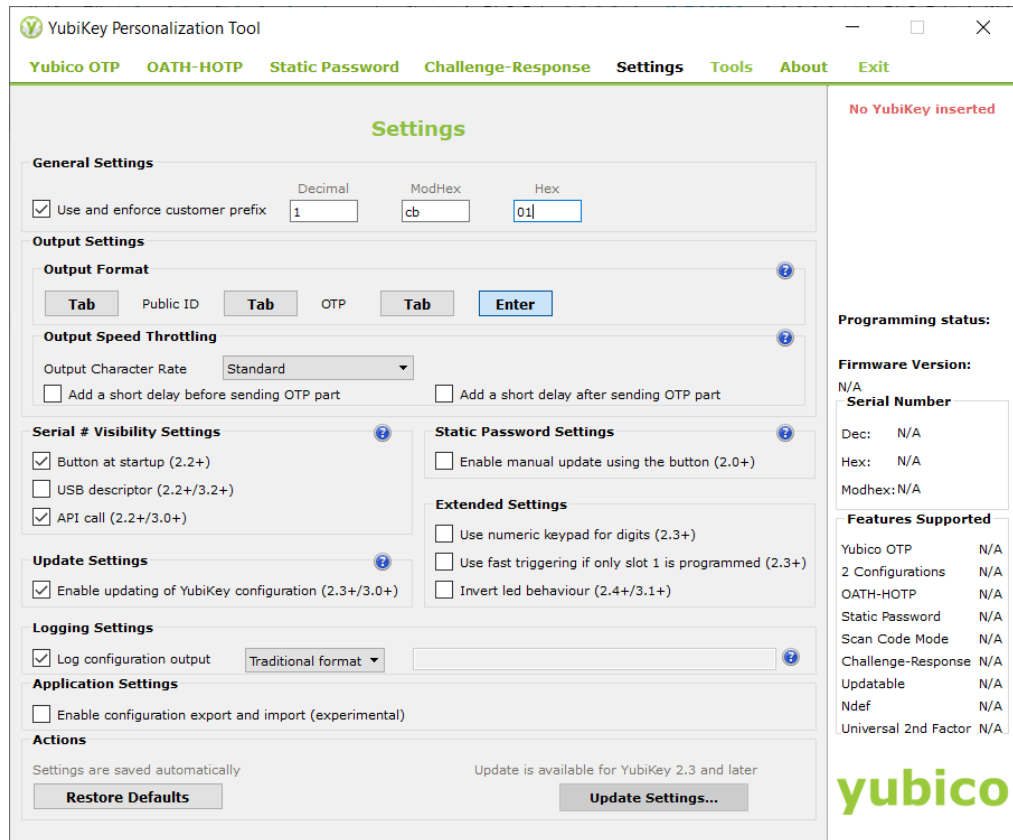 YubiKey Personalization Tool
Yubico OTP OATH-HOTP Static Password Challenge-Response Settings Tools About Exit
Settings
General Settings
Decimal ModHex Hex
Use and enforce customer prefix 1 cb 01
Output Settings
Output Format
Tab Public ID Tab OTP Tab Enter
Output Speed Throttling
Output Character Rate Standard
Add a short delay before sending OTP part Add a short delay after sending OTP part
Serial # Visibility Settings
Button at startup (2.2+)
USB descriptor (2.2+/3.2+)
API call (2.2+/3.0+)
Static Password Settings
Enable manual update using the button (2.0+)
Extended Settings
Use numeric keypad for digits (2.3+)
Use fast triggering if only slot 1 is programmed (2.3+)
Invert led behaviour (2.4+/3.1+)
Update Settings
Enable updating of YubiKey configuration (2.3+/3.0+)
Logging Settings
Log configuration output Traditional format
Application Settings
Enable configuration export and import (experimental)
Actions
Settings are saved automatically Update is available for YubiKey 2.3 and later
Restore Defaults Update Settings...
No YubiKey inserted
Programming status:
Firmware Version:
N/A
Serial Number
Dec: N/A
Hex: N/A
Modhex: N/A
Features Supported
Yubico OTP N/A
2 Configurations N/A
OATH-HOTP N/A
Static Password N/A
Scan Code Mode N/A
Challenge-Response N/A
Updatable N/A
Ndef N/A
Universal 2nd Factor N/A
yubico